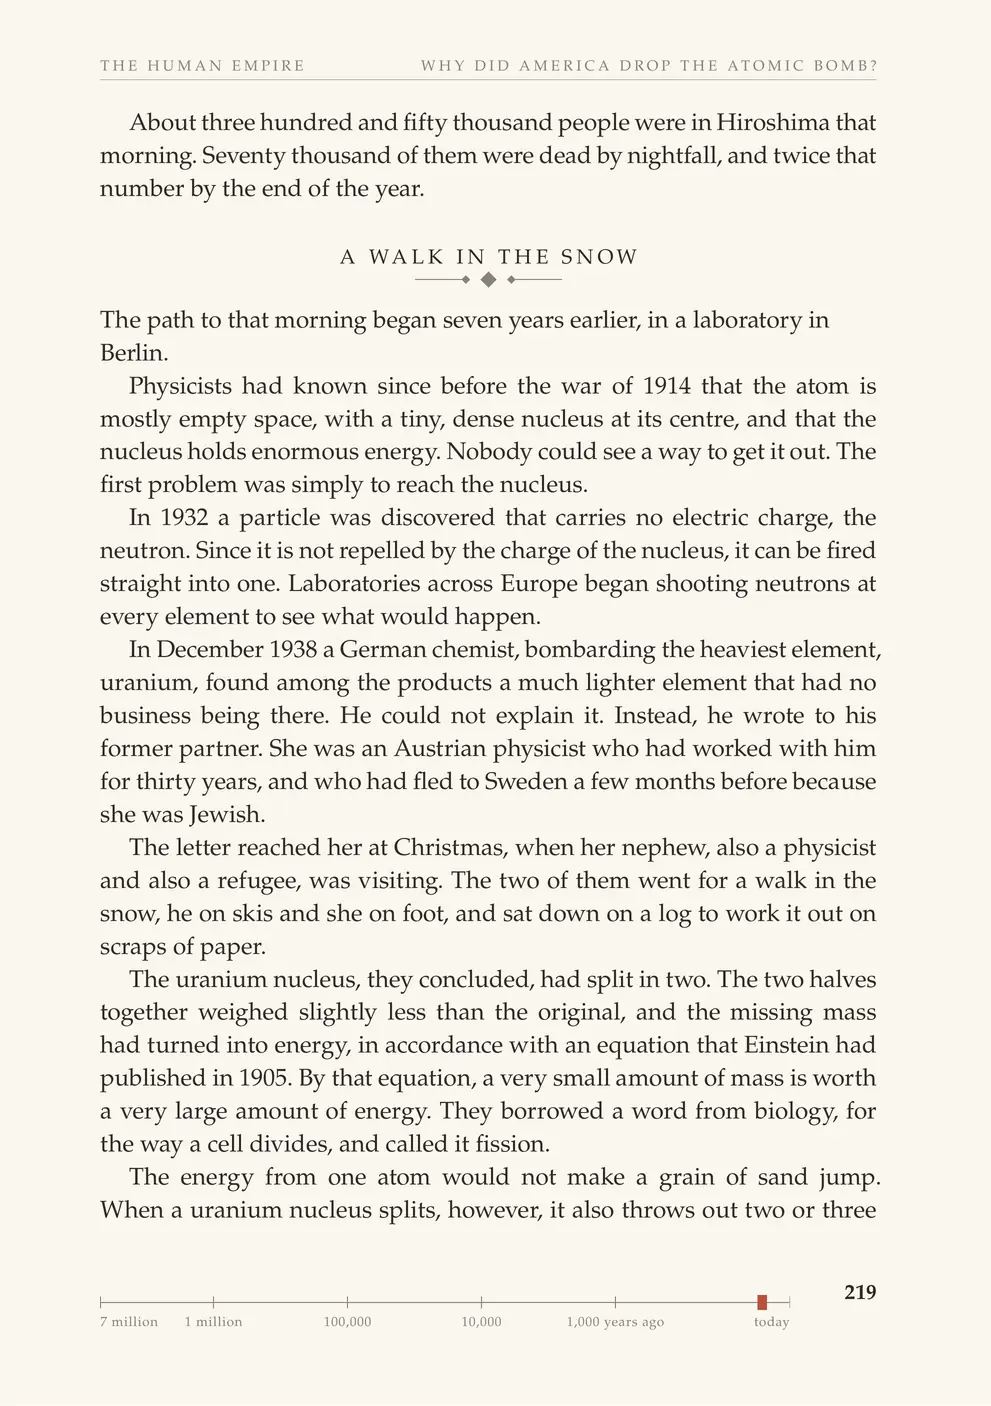 THE HUMAN EMPIRE
WHY DID AMERICA DROP THE ATOMIC BOMB?
About three hundred and fifty thousand people were in Hiroshima that
morning. Seventy thousand of them were dead by nightfall, and twice that
number by the end of the year.
A WALK IN THE SNOW
The path to that morning began seven years earlier, in a laboratory in
Berlin.
Physicists had known since before the war of 1914 that the atom is
mostly empty space, with a tiny, dense nucleus at its centre, and that the
nucleus holds enormous energy. Nobody could see a way to get it out. The
first problem was simply to reach the nucleus.
In 1932 a particle was discovered that carries no electric charge, the
neutron. Since it is not repelled by the charge of the nucleus, it can be fired
straight into one. Laboratories across Europe began shooting neutrons at
every element to see what would happen.
In December 1938 a German chemist, bombarding the heaviest element,
uranium, found among the products a much lighter element that had no
business being there. He could not explain it. Instead, he wrote to his
former partner. She was an Austrian physicist who had worked with him
for thirty years, and who had fled to Sweden a few months before because
she was Jewish.
The letter reached her at Christmas, when her nephew, also a physicist
and also a refugee, was visiting. The two of them went for a walk in the
snow, he on skis and she on foot, and sat down on a log to work it out on
scraps of paper.
The uranium nucleus, they concluded, had split in two. The two halves
together weighed slightly less than the original, and the missing mass
had turned into energy, in accordance with an equation that Einstein had
published in 1905. By that equation, a very small amount of mass is worth
a very large amount of energy. They borrowed a word from biology, for
the way a cell divides, and called it fission.
The energy from one atom would not make a grain of sand jump.
When a uranium nucleus splits, however, it also throws out two or three
219
7 million 1 million 100,000 10,000 1,000 years ago today